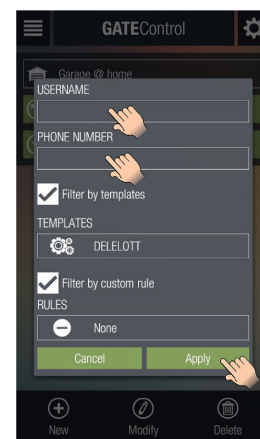 GATEControl
Garage @ home
USERNAME
PHONE NUMBER
Filter by templates
TEMPLATES
DELELOTT
Filter by custom rule
RULES
None
Cancel Apply
New Modify Delete